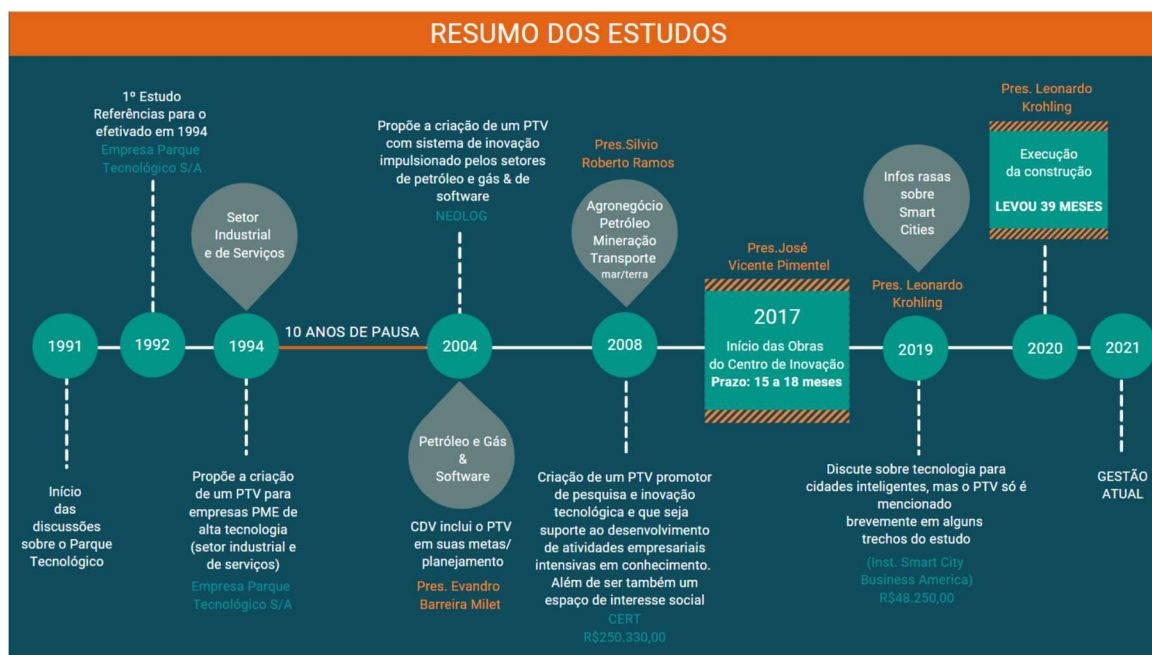 RESUMO DOS ESTUDOS
1991
Início
das
discussões
sobre o Parque
Tecnológico
1º Estudo
Referências para o
efetivado em 1994
Empresa Parque
Tecnológico S/A
1992
Setor
Industrial
e de Serviços
1994
Propõe a criação
de um PTV para
empresas PME de
alta tecnologia
(setor industrial e
de serviços)
Empresa Parque
Tecnológico S/A
10 ANOS DE PAUSA
Propõe a criação de um PTV
com sistema de inovação
impulsionado pelos setores
de petróleo e gás & de
software
NEOLOG
2004
Petróleo e Gás
&
Software
CDV inclui o PTV
em suas metas/
planejamento
Pres. Evandro
Barreira Milet
Pres.Silvio
Roberto Ramos
Agronegócio
Petróleo
Mineração
Transporte
mar/terra
2008
Criação de um PTV promotor
de pesquisa e inovação
tecnológica e que seja
suporte ao desenvolvimento
de atividades empresariais
intensivas em conhecimento.
Além de ser também um
espaço de interesse social
CERT
R$250.330,00
Pres.José
Vicente Pimentel
2017
Início das Obras
do Centro de Inovação
Prazo: 15 a 18 meses
Infos rasas
sobre
Smart
Cities
Pres. Leonardo
Krohling
2019
Discute sobre tecnologia para
cidades inteligentes, mas o PTV só é
mencionado
brevemente em alguns
trechos do estudo
(Inst. Smart City
Business America)
R$48.250,00
Pres. Leonardo
Krohling
Execução
da construção
LEVOU 39 MESES
2020
2021
GESTÃO
ATUAL